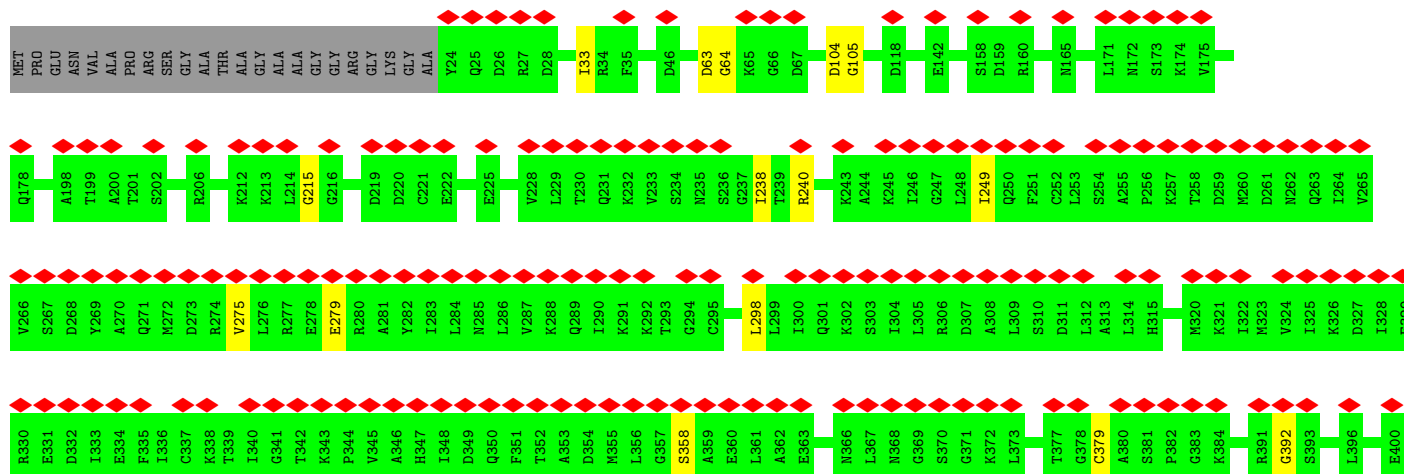 MET PRO GLU ASN VAL ALA PRO ARG SER GLY ALA THR ALA GLY ALA ALA GLY GLY ARG GLY LYS GLY ALA Y24 Q25 D26 R27 D28 I33 R34 F35 D46 D63 G64 K65 G66 D67 D104 G105 D118 E142 S158 D159 R160 N165 L171 N172 S173 K174 V175
Q178 A198 T199 A200 T201 S202 R206 K212 K213 L214 G215 G216 D219 D220 C221 E222 E225 V228 L229 T230 Q231 K232 V233 S234 N235 S236 G237 I238 T239 R240 K243 A244 K245 I246 G247 L248 I249 Q250 F251 C252 L253 S254 A255 P256 K257 T258 D259 M260 D261 N262 Q263 I264 V265
V266 S267 D268 Y269 A270 Q271 M272 D273 R274 V275 L276 R277 E278 E279 R280 A281 Y282 I283 L284 N285 L286 V287 K288 Q289 I290 K291 K292 T293 G294 C295 L298 L299 I300 Q301 K302 S303 I304 L305 R306 D307 A308 L309 S310 D311 L312 A313 L314 H315 M320 K321 I322 M323 V324 I325 K326 D327 I328
R330 E331 D332 I333 E334 F335 I336 C337 K338 T339 I340 G341 T342 K343 P344 V345 A346 H347 I348 D349 Q350 F351 T352 A353 D354 M355 L356 G357 S358 A359 E360 L361 A362 E363 N366 L367 N368 G369 S370 G371 K372 L373 T377 G378 C379 A380 S381 P382 G383 K384 R391 G392 S393 L396 E400